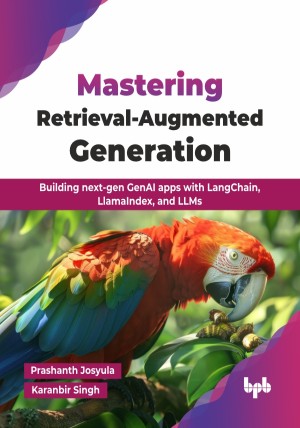 Mastering
Retrieval-Augmented
Generation
Building next-gen GenAI apps with LangChain,
LlamaIndex, and LLMs
Prashanth Josyula
Karanbir Singh
bpb